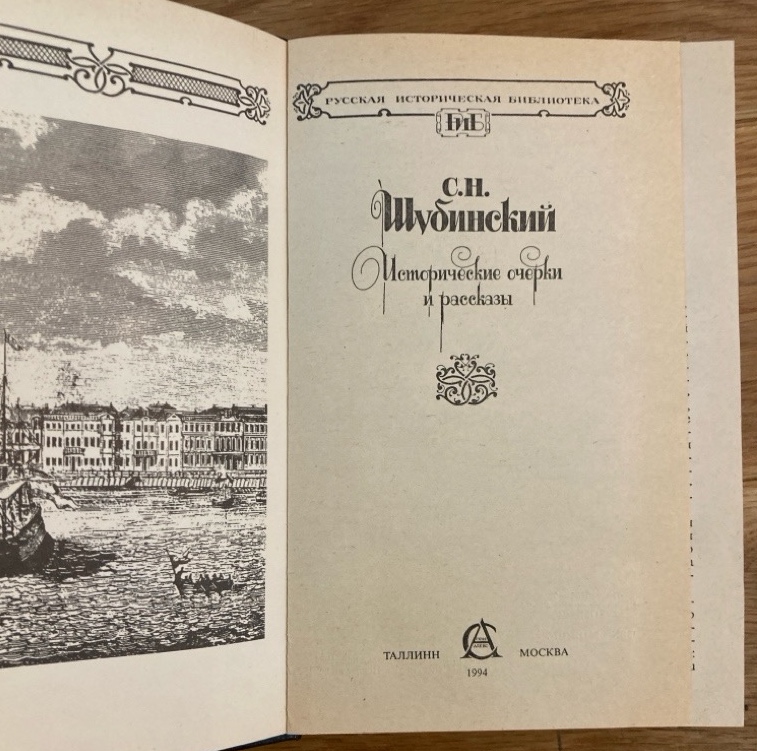 РУССКАЯ ИСТОРИЧЕСКАЯ БИБЛИОТЕКА
БИБ
С.Н.
Шубинский
Исторические очерки
и рассказы
ТАЛЛИНН МОСКВА
1994